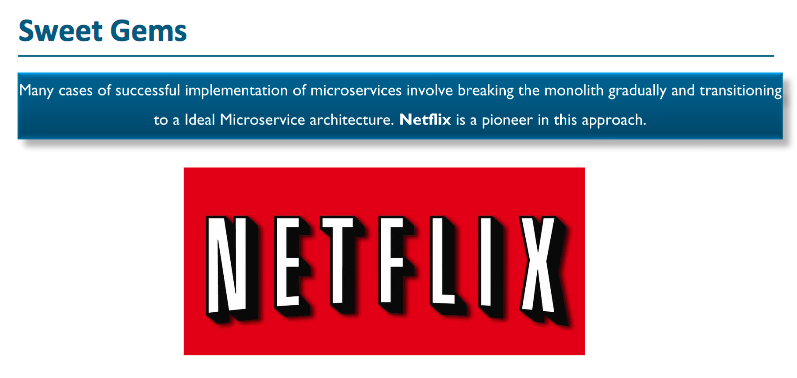 Sweet Gems
Many cases of successful implementation of microservices involve breaking the monolith gradually and transitioning
to a Ideal Microservice architecture. Netflix is a pioneer in this approach.
NETFLIX